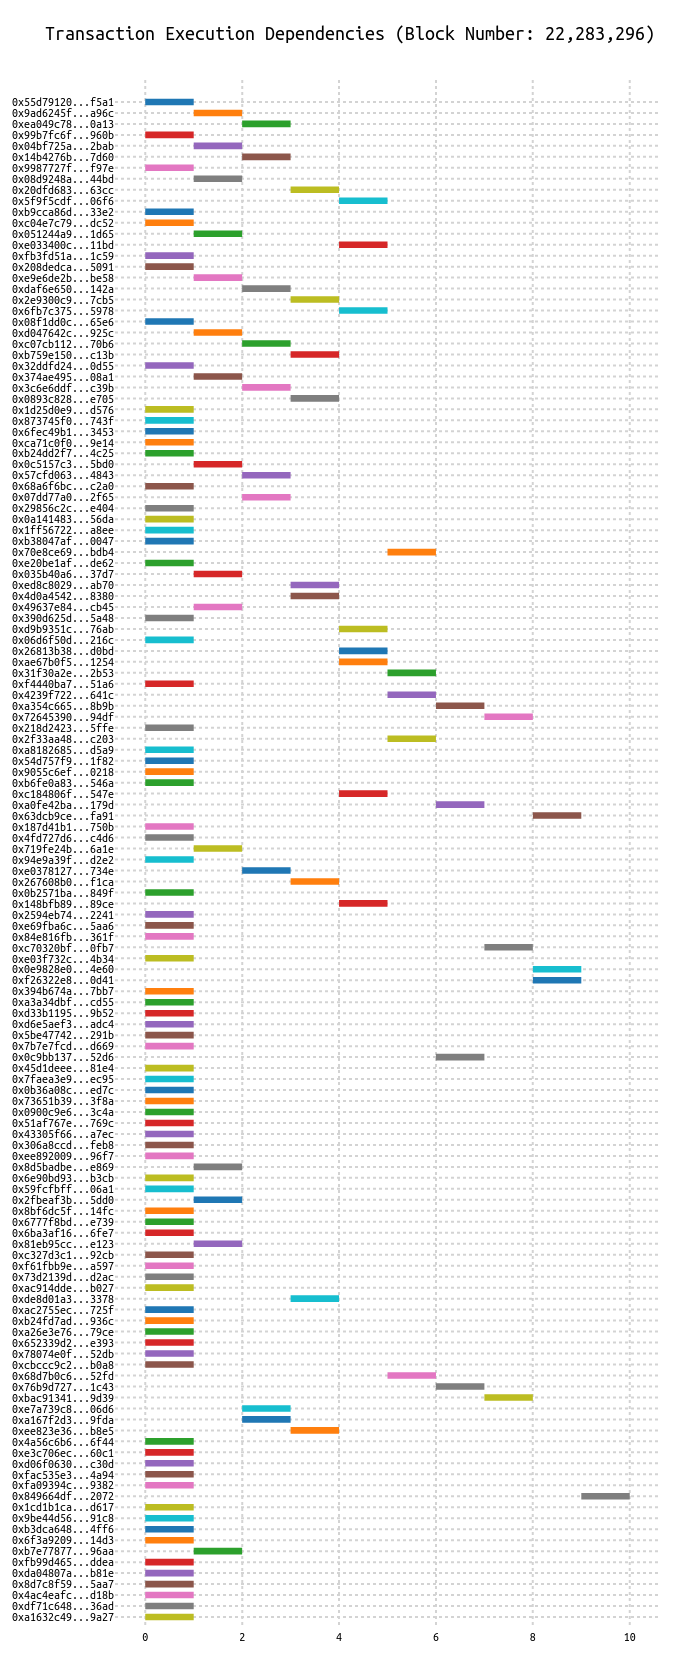 Transaction Execution Dependencies (Block Number: 22,283,296)
0x55d79120...f5a1
0x9ad6245f...a96c
0xea049c78...0a13
0x99b7fc6f...960b
0x04bf725a...2bab
0x14b4276b...7d60
0x9987727f...f97e
0x08d9248a...44bd
0x20dfd683...63cc
0x5f9f5cdf...06f6
0xb9cca86d...33e2
0xc04e7c79...dc52
0x051244a9...1d65
0xe033400c...11bd
0xfb3fd51a...1c59
0x208dedca...5091
0xe9e6de2b...be58
0xdaf6e650...142a
0x2e9300c9...7cb5
0x6fb7c375...5978
0x08f1dd0c...65e6
0xd047642c...925c
0xc07cb112...70b6
0xb759e150...c13b
0x32ddfd24...0d55
0x374ae495...08a1
0x3c6e6ddf...c39b
0x0893c828...e705
0x1d25d0e9...d576
0x873745f0...743f
0x6fec49b1...3453
0xca71c0f0...9e14
0xb24dd2f7...4c25
0x0c5157c3...5bd0
0x57cfd063...4843
0x68a6f6bc...c2a0
0x07dd77a0...2f65
0x29856c2c...e404
0x0a141483...56da
0x1ff56722...a8ee
0xb38047af...0047
0x70e8ce69...bdb4
0xe20be1af...de62
0x035b40a6...37d7
0xed8c8029...ab70
0x4d0a4542...8380
0x49637e84...cb45
0x390d625d...5a48
0xd9b9351c...76ab
0x06d6f50d...216c
0x26813b38...d0bd
0xae67b0f5...1254
0x31f30a2e...2b53
0xf4440ba7...51a6
0x4239f722...641c
0xa354c665...8b9b
0x72645390...94df
0x218d2423...5ffe
0x2f33aa48...c203
0xa8182685...d5a9
0x54d757f9...1f82
0x9055c6ef...0218
0xb6fe0a83...546a
0xc184806f...547e
0xa0fe42ba...179d
0x63dcb9ce...fa91
0x187d41b1...750b
0x4fd727d6...c4d6
0x719fe24b...6a1e
0x94e9a39f...d2e2
0xe0378127...734e
0x267608b0...f1ca
0x0b2571ba...849f
0x148bfb89...89ce
0x2594eb74...2241
0xe69fba6c...5aa6
0x84e816fb...361f
0xc70320bf...0fb7
0xe03f732c...4b34
0x0e9828e0...4e60
0xf26322e8...0d41
0x394b674a...7bb7
0xa3a34dbf...cd55
0xd33b1195...9b52
0xd6e5aef3...adc4
0x5be47742...291b
0x7b7e7fcd...d669
0x0c9bb137...52d6
0x45d1deee...81e4
0x7faea3e9...ec95
0x0b36a08c...ed7c
0x73651b39...3f8a
0x0900c9e6...3c4a
0x51af767e...769c
0x43305f66...a7ec
0x306a8ccd...feb8
0xee892009...96f7
0x8d5badbe...e869
0x6e90bd93...b3cb
0x59fcfbff...06a1
0x2fbeaf3b...5dd0
0x8bf6dc5f...14fc
0x6777f8bd...e739
0x6ba3af16...6fe7
0x81eb95cc...e123
0xc327d3c1...92cb
0xf61fbb9e...a597
0x73d2139d...d2ac
0xac914dde...b027
0xde8d01a3...3378
0xac2755ec...725f
0xb24fd7ad...936c
0xa26e3e76...79ce
0x652339d2...e393
0x78074e0f...52db
0xcbccc9c2...b0a8
0x68d7b0c6...52fd
0x76b9d727...1c43
0xbac91341...9d39
0xe7a739c8...06d6
0xa167f2d3...9fda
0xee823e36...b8e5
0x4a56c6b6...6f44
0xe3c706ec...60c1
0xd06f0630...c30d
0xfac535e3...4a94
0xfa09394c...9382
0x849664df...2072
0x1cd1b1ca...d617
0x9be44d56...91c8
0xb3dca648...4ff6
0x6f3a9209...14d3
0xb7e77877...96aa
0xfb99d465...ddea
0xda04807a...b81e
0x8d7c8f59...5aa7
0x4ac4eafc...d18b
0xdf71c648...36ad
0xa1632c49...9a27
0 2 4 6 8 10